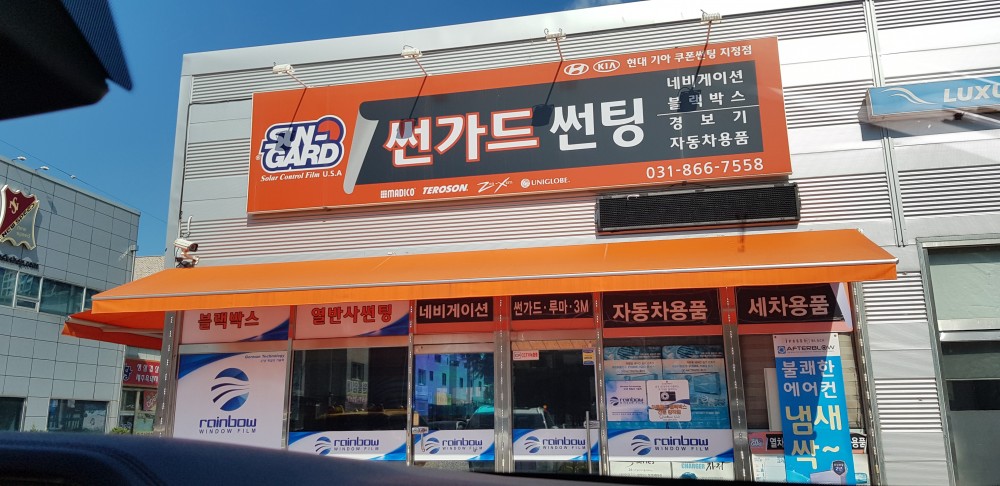 현대 기아 쿠폰썬팅 지정점
HYUNDAI KIA
SUN-GARD
Solar Control Film U.S.A
썬가드 썬팅
네비게이션
블랙박스
경보기
자동차용품
031-866-7558
MADICO TEROSON UNIGLOBE
LUXU
블랙박스
열반사썬팅
네비게이션
썬가드·루마·3M
자동차용품
세차용품
rainbow
WINDOW FILM
rainbow
WINDOW FILM
rainbow
WINDOW FILM
rainbow
WINDOW FILM
rainbow
WINDOW FILM
AFTERBLOW
불쾌한
에어컨
냄새
싹~